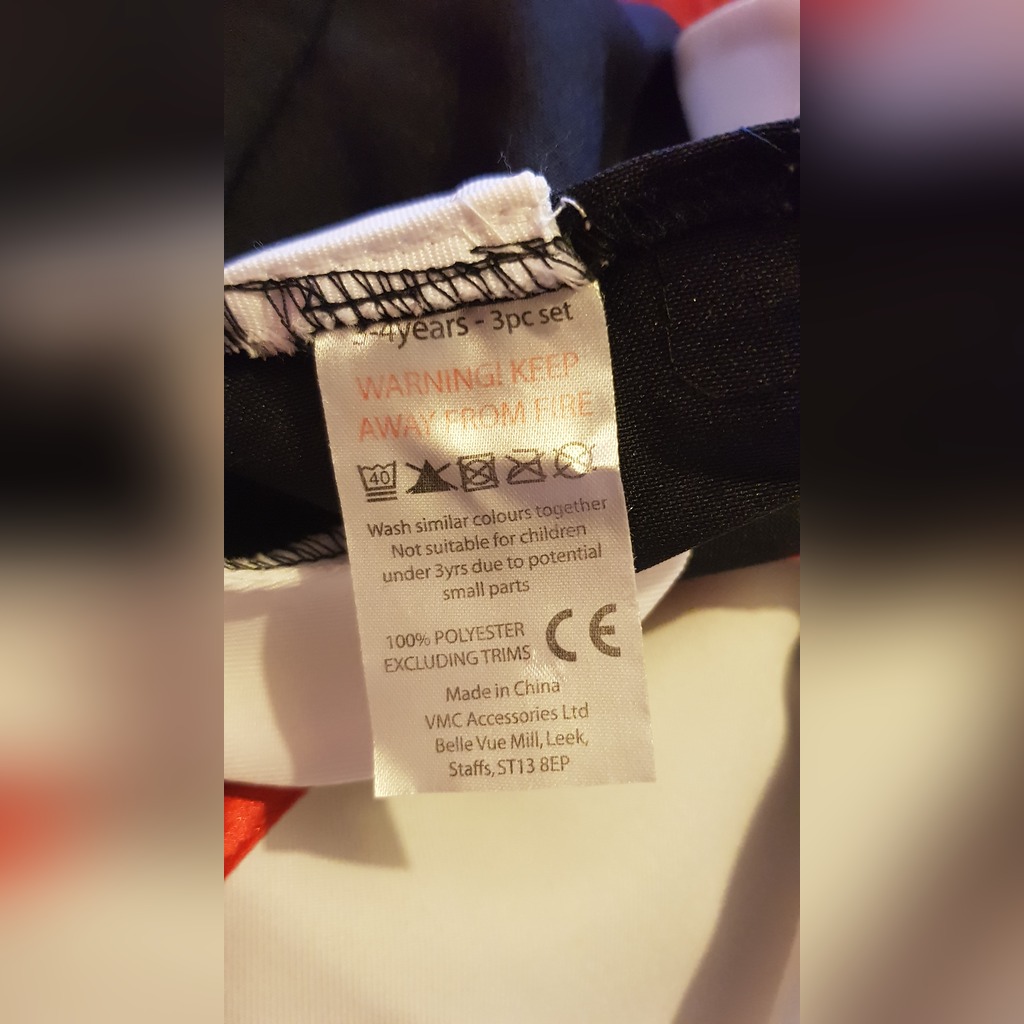 -4years - 3pc set
WARNING! KEEP
AWAY FROM FIRE
40
Wash similar colours together
Not suitable for children
under 3yrs due to potential
small parts
100% POLYESTER
EXCLUDING TRIMS
CE
Made in China
VMC Accessories Ltd
Belle Vue Mill, Leek,
Staffs, ST13 8EP